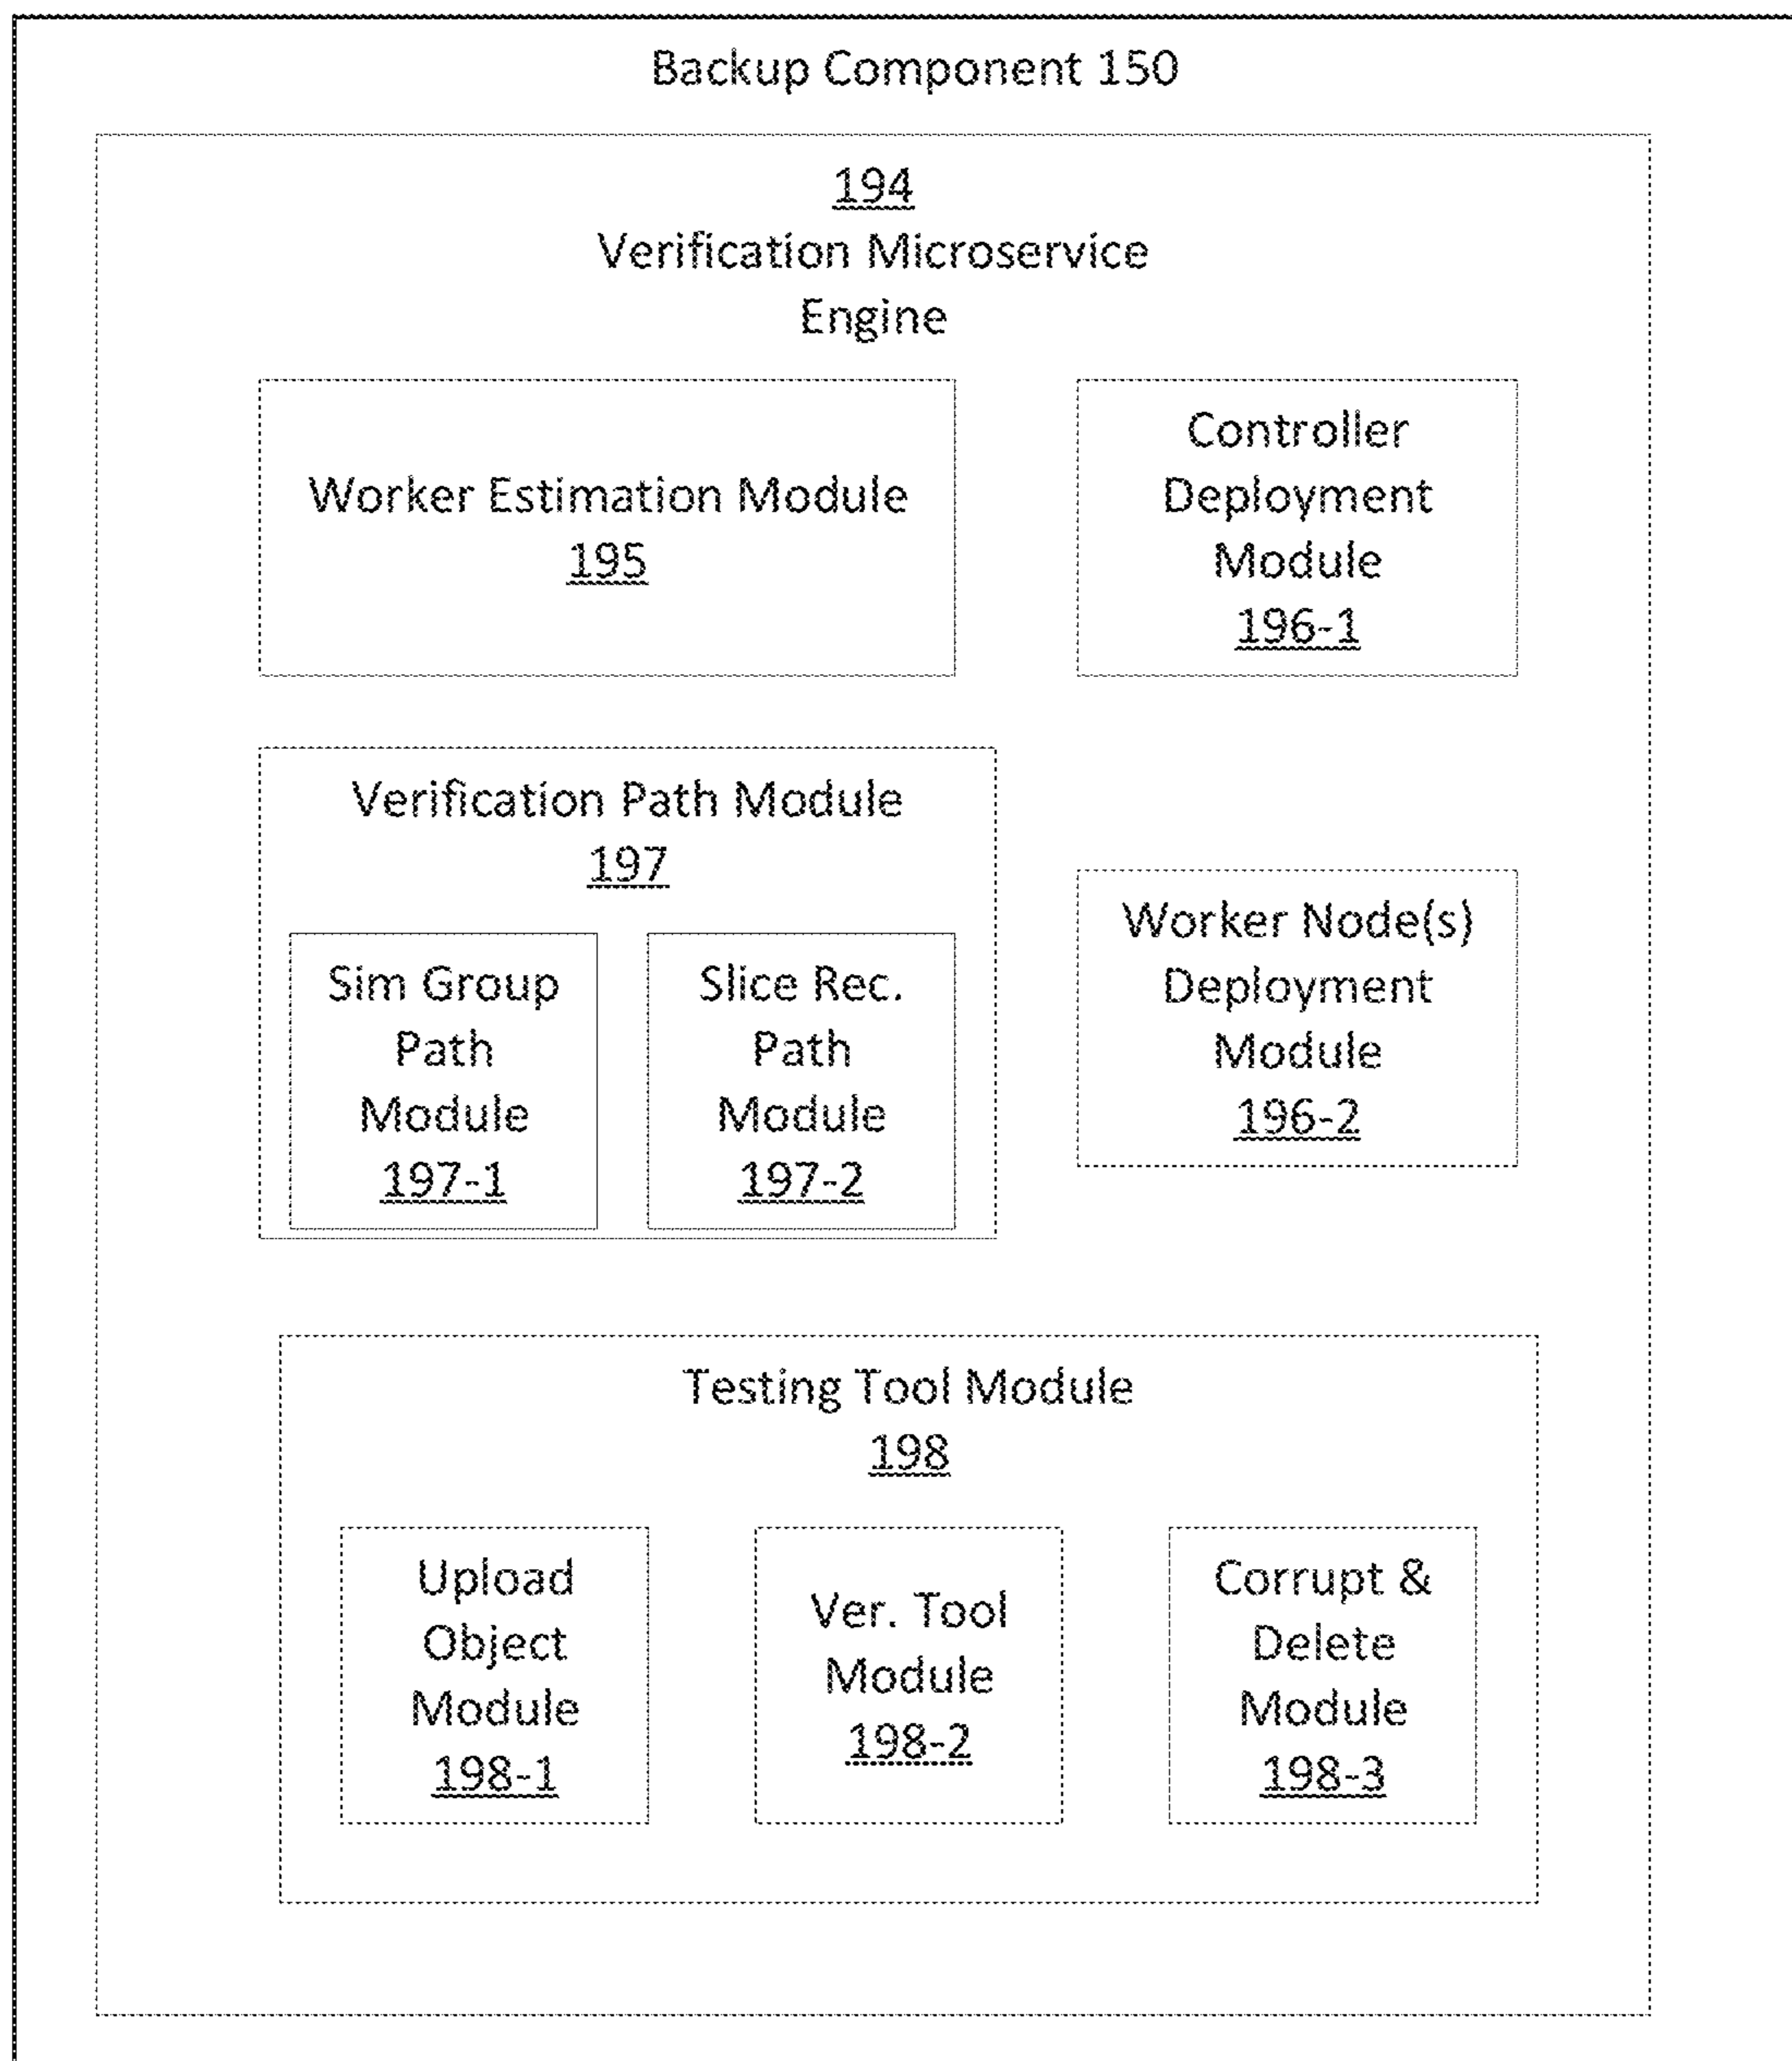 Backup Component 150
194
Verification Microservice
Engine
Worker Estimation Module
195
Controller
Deployment
Module
196-1
Verification Path Module
197
Sim Group
Path
Module
197-1
Slice Rec.
Path
Module
197-2
Worker Node(s)
Deployment
Module
196-2
Testing Tool Module
198
Upload
Object
Module
198-1
Ver. Tool
Module
198-2
Corrupt &
Delete
Module
198-3